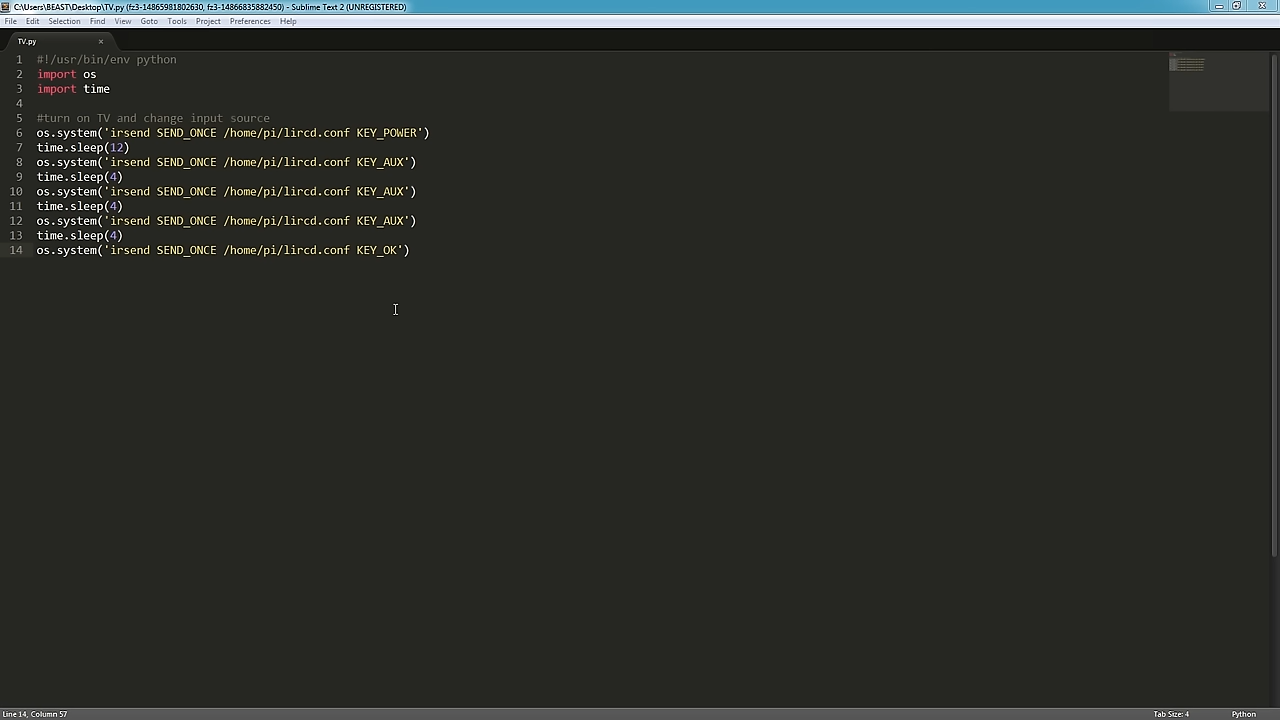 C:\Users\BEAST\Desktop\TV.py (fz3-14865981802630, fz3-14866835882450) - Sublime Text 2 (UNREGISTERED)
File Edit Selection Find View Goto Tools Project Preferences Help
TV.py ×
1 #!/usr/bin/env python
2 import os
3 import time
4
5 #turn on TV and change input source
6 os.system('irsend SEND_ONCE /home/pi/lircd.conf KEY_POWER')
7 time.sleep(12)
8 os.system('irsend SEND_ONCE /home/pi/lircd.conf KEY_AUX')
9 time.sleep(4)
10 os.system('irsend SEND_ONCE /home/pi/lircd.conf KEY_AUX')
11 time.sleep(4)
12 os.system('irsend SEND_ONCE /home/pi/lircd.conf KEY_AUX')
13 time.sleep(4)
14 os.system('irsend SEND_ONCE /home/pi/lircd.conf KEY_OK')
Line 14, Column 57 Tab Size: 4 Python